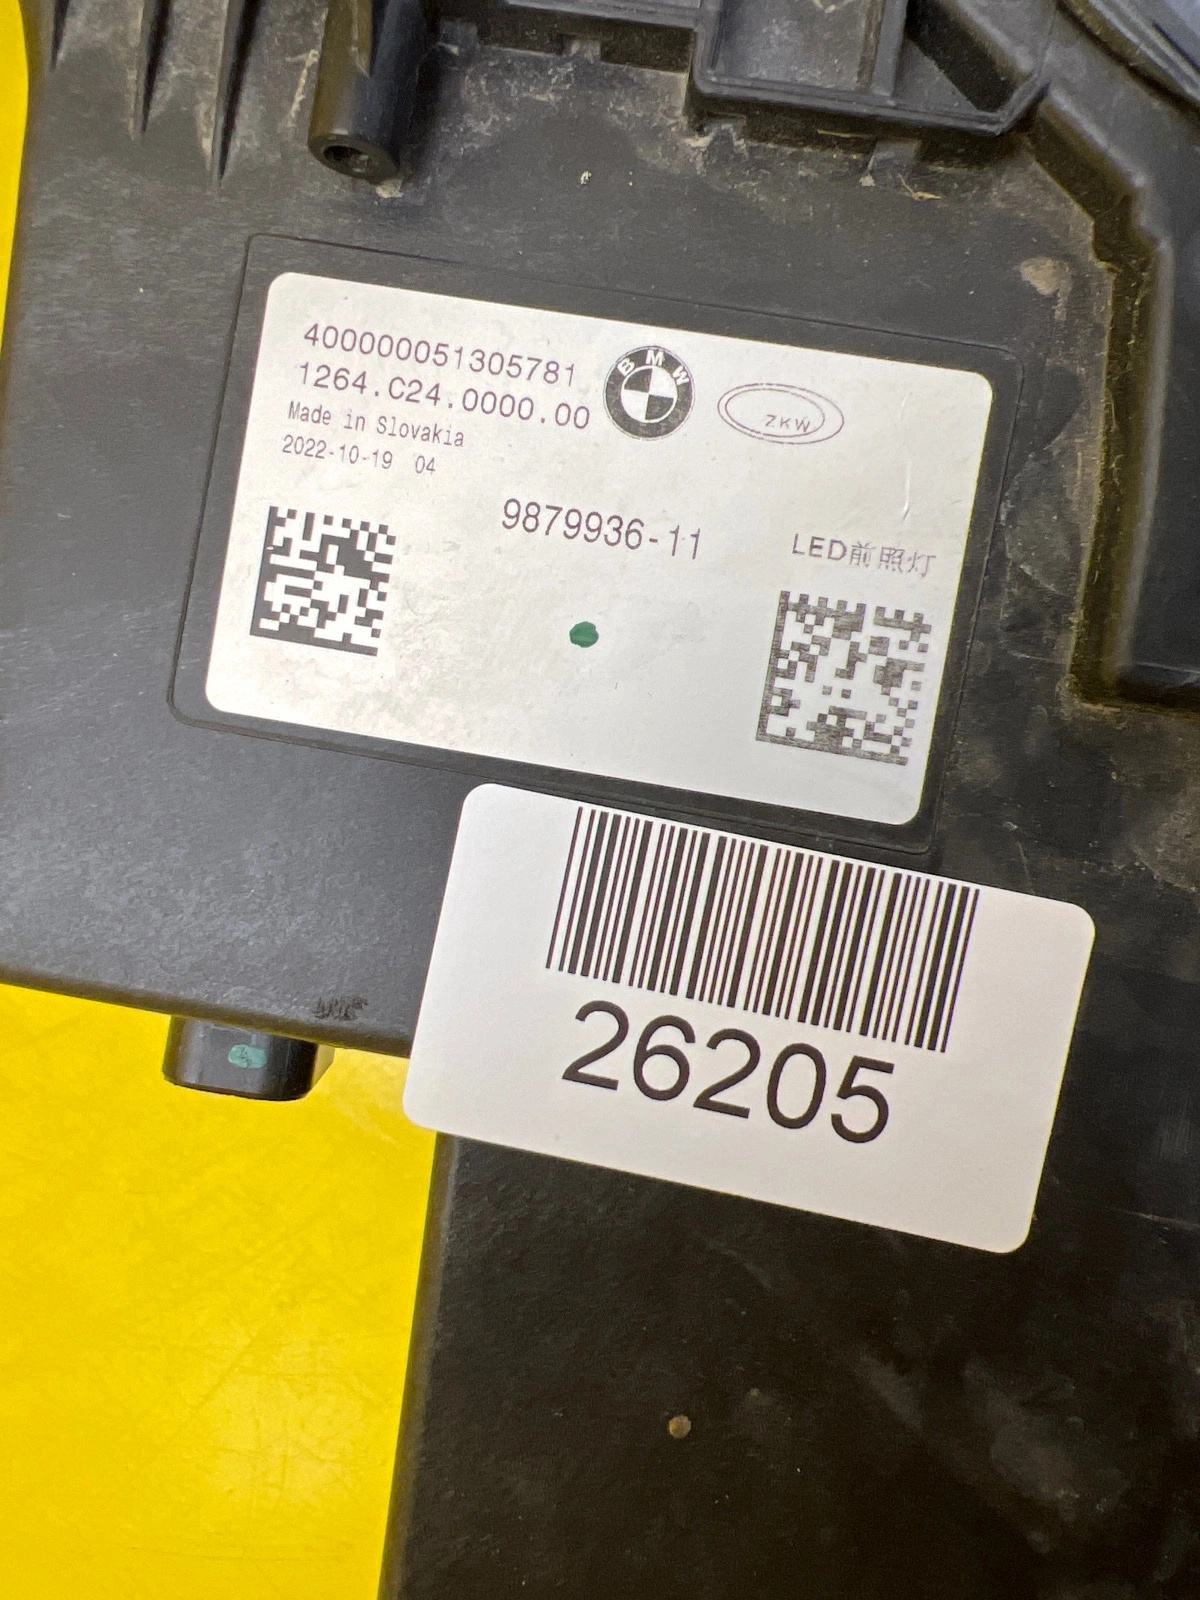 400000051305781
1264.C24.0000.00
Made in Slovakia
2022-10-19 04
BMW
ZKW
9879936-11
LED前照灯
26205